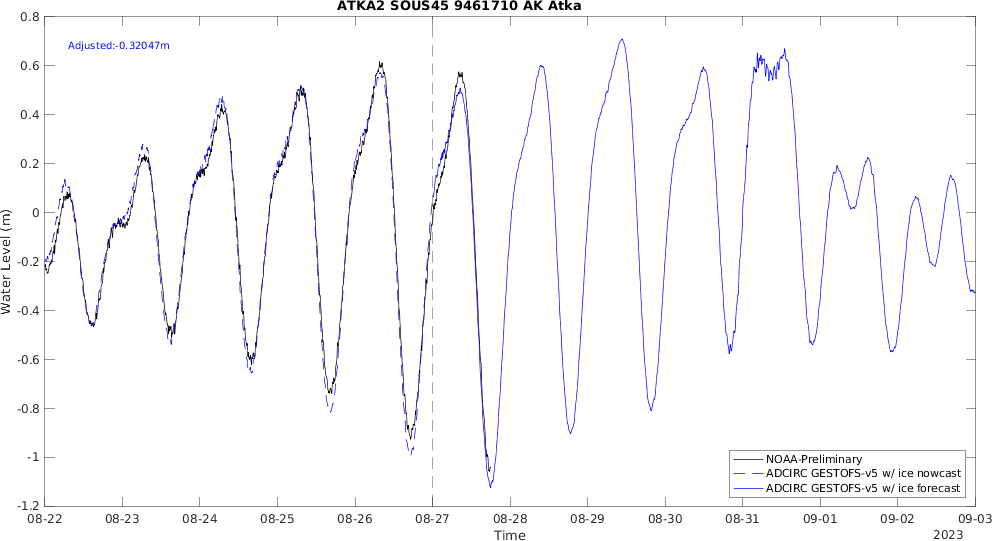 ATKA2 SOUS45 9461710 AK Atka
Adjusted:-0.32047m
0.8
0.6
0.4
0.2
0
-0.2
-0.4
-0.6
-0.8
-1
-1.2
Water Level (m)
NOAA-Preliminary
ADCIRC GESTOFS-v5 w/ ice nowcast
ADCIRC GESTOFS-v5 w/ ice forecast
08-22 08-23 08-24 08-25 08-26 08-27 08-28 08-29 08-30 08-31 09-01 09-02 09-03
Time
2023